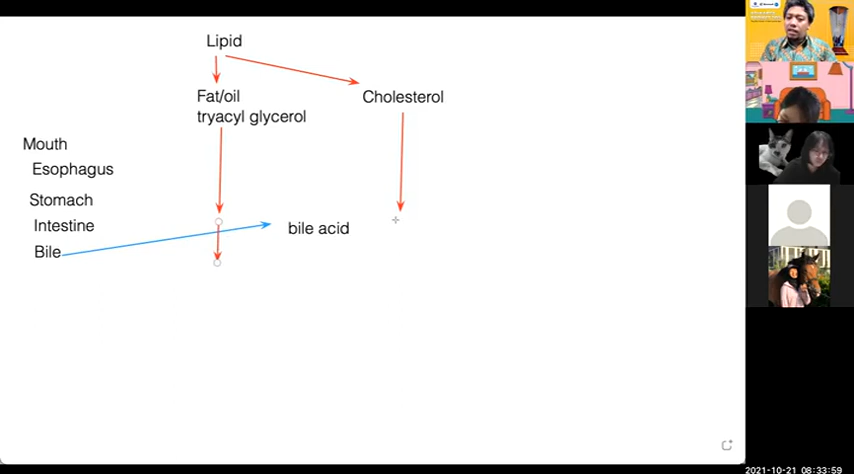 Lipid
Fat/oil
tryacyl glycerol
Cholesterol
Mouth
Esophagus
Stomach
Intestine
Bile
bile acid
2021-10-21 08:33:59